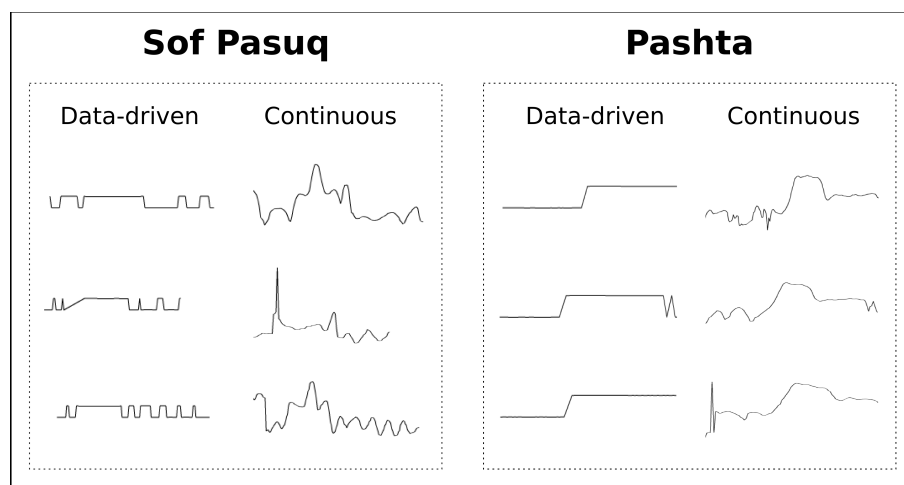 Sof Pasuq
Pashta
Data-driven
Continuous
Data-driven
Continuous